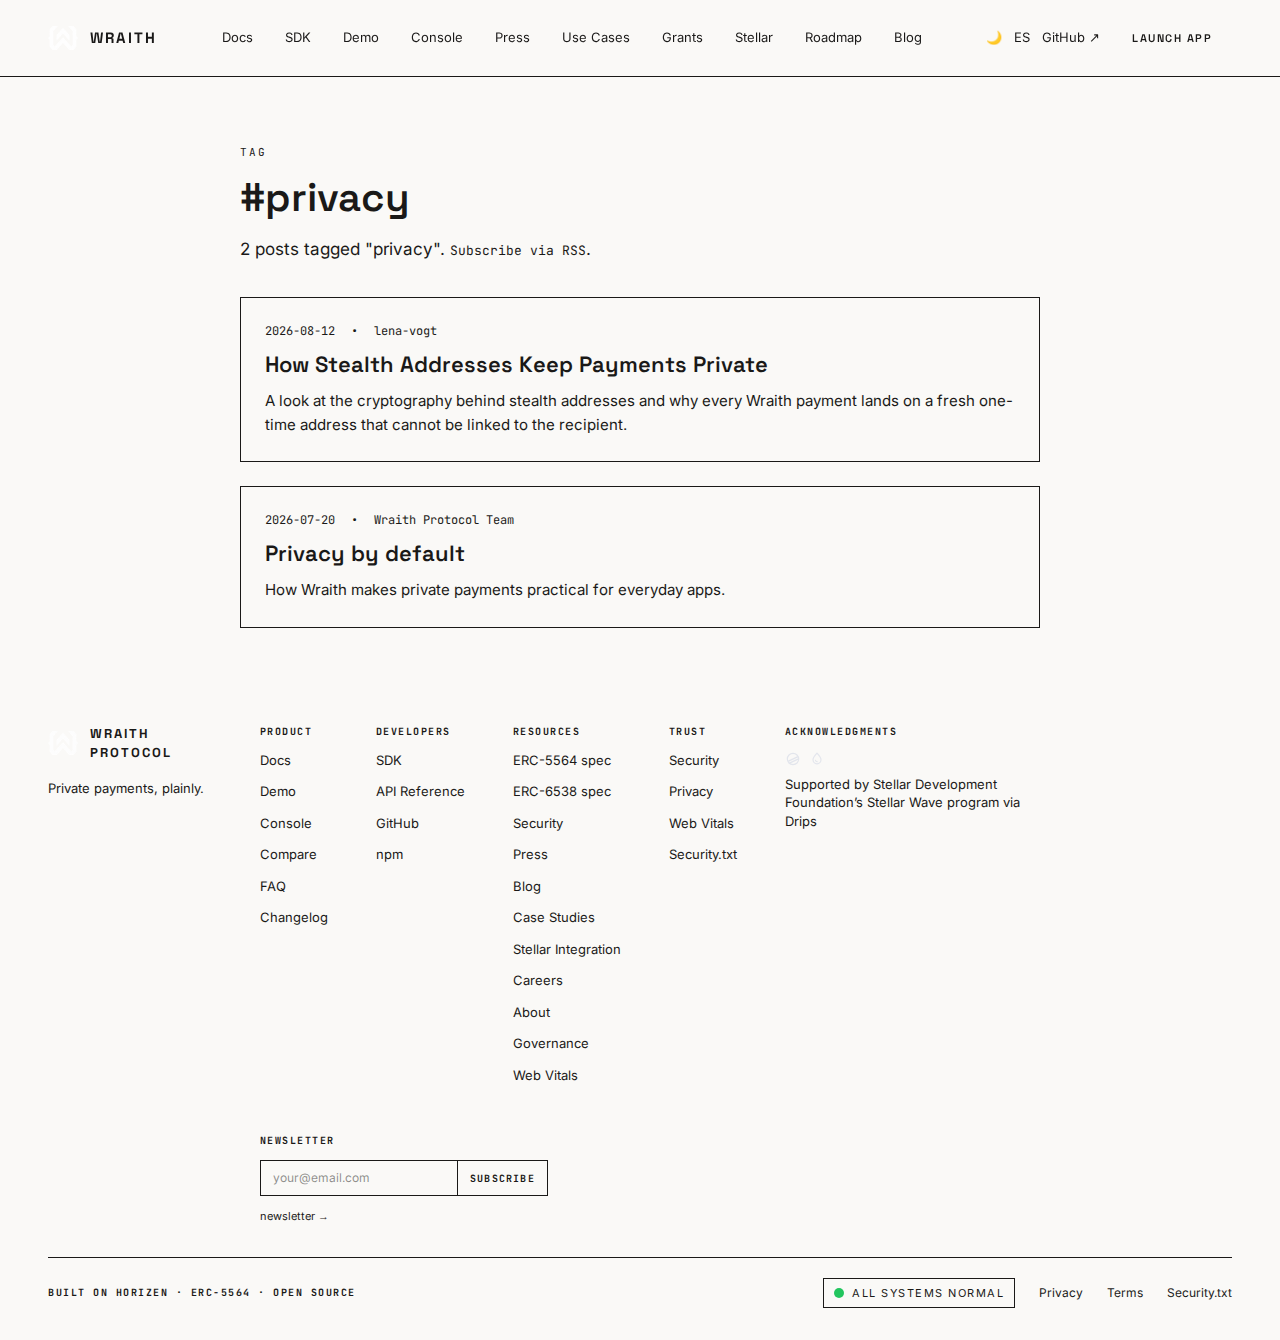 WRAITH Docs SDK Demo Console Press Use Cases Grants Stellar Roadmap Blog ES GitHub ↗ LAUNCH APP
TAG
#privacy
2 posts tagged "privacy". Subscribe via RSS.
2026-08-12 • lena-vogt
How Stealth Addresses Keep Payments Private
A look at the cryptography behind stealth addresses and why every Wraith payment lands on a fresh one-
time address that cannot be linked to the recipient.
2026-07-20 • Wraith Protocol Team
Privacy by default
How Wraith makes private payments practical for everyday apps.
WRAITH
PROTOCOL
Private payments, plainly.
PRODUCT
Docs
Demo
Console
Compare
FAQ
Changelog
DEVELOPERS
SDK
API Reference
GitHub
npm
RESOURCES
ERC-5564 spec
ERC-6538 spec
Security
Press
Blog
Case Studies
Stellar Integration
Careers
About
Governance
Web Vitals
TRUST
Security
Privacy
Web Vitals
Security.txt
ACKNOWLEDGMENTS
Supported by Stellar Development
Foundation’s Stellar Wave program via
Drips
NEWSLETTER
your@email.com SUBSCRIBE
newsletter →
BUILT ON HORIZEN · ERC-5564 · OPEN SOURCE
ALL SYSTEMS NORMAL Privacy Terms Security.txt